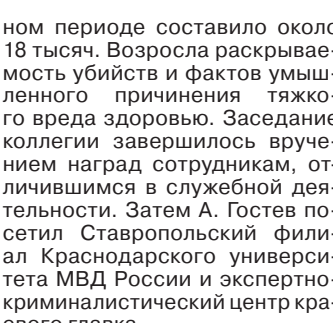 ном периоде составило около
18 тысяч. Возросла раскрывае-
мость убийств и фактов умыш-
ленного причинения тяжко-
го вреда здоровью. Заседание
коллегии завершилось вруче-
нием наград сотрудникам, от-
личившимся в служебной дея-
тельности. Затем А. Гостев по-
сетил Ставропольский фили-
ал Краснодарского универси-
тета МВД России и экспертно-
криминалистический центр кра-
евого главка